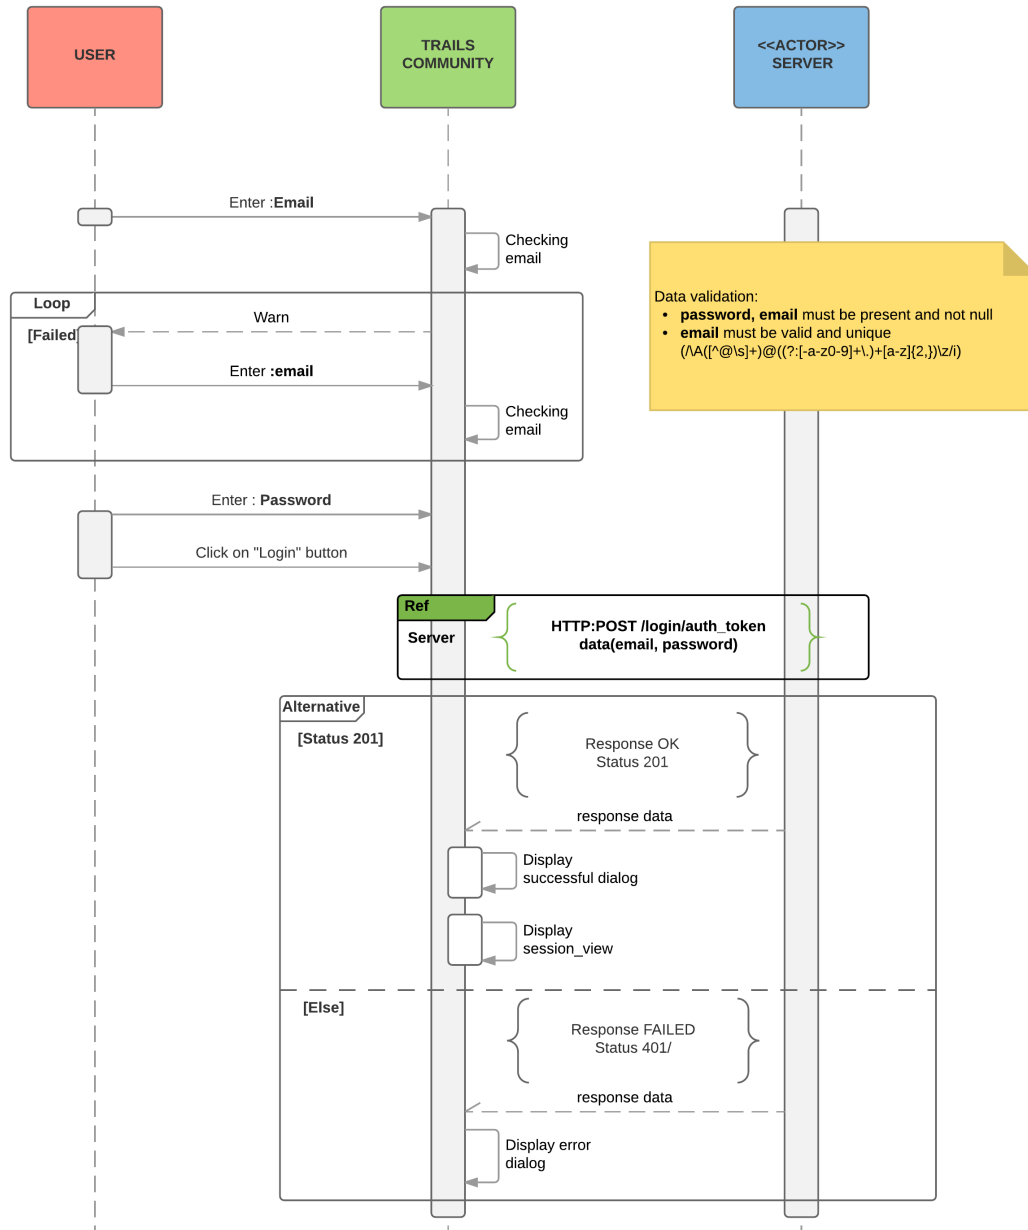 USER
TRAILS
COMMUNITY
<<ACTOR>>
SERVER
Enter :Email
Checking
email
Data validation:
• password, email must be present and not null
• email must be valid and unique
(/\A([^@\s]+)@((?:[-a-z0-9]+\.)+[a-z]{2,})\z/i)
Loop
[Failed]
Warn
Enter :email
Checking
email
Enter : Password
Click on "Login" button
Ref
Server
HTTP:POST /login/auth_token
data(email, password)
Alternative
[Status 201]
Response OK
Status 201
response data
Display
successful dialog
Display
session_view
[Else]
Response FAILED
Status 401/
response data
Display error
dialog